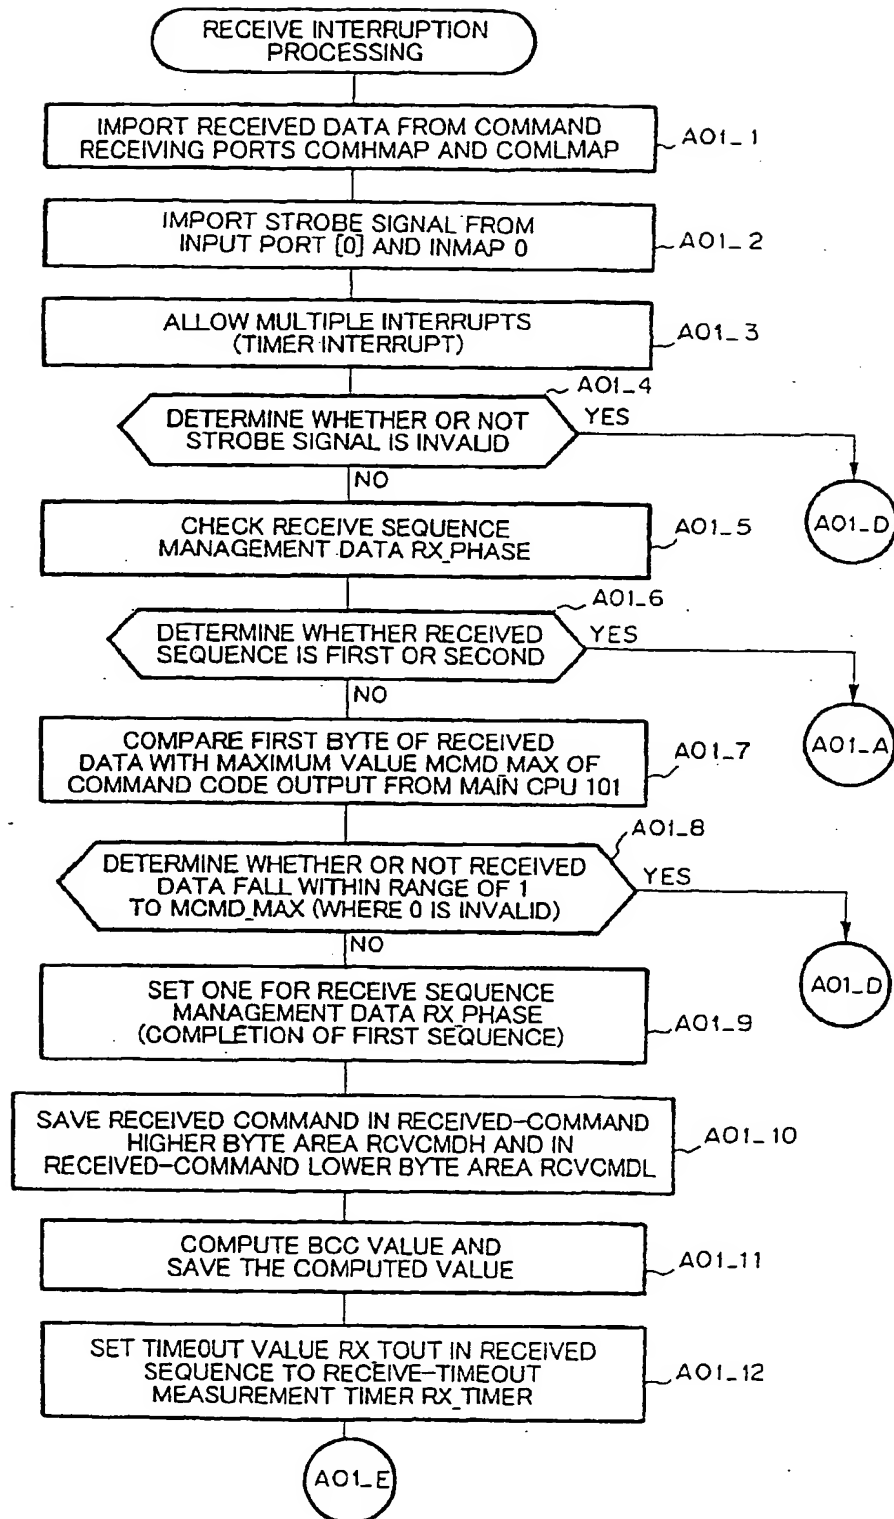 RECEIVE INTERRUPTION
PROCESSING
IMPORT RECEIVED DATA FROM COMMAND
RECEIVING PORTS COMHMAP AND COMLMAP
A01_1
IMPORT STROBE SIGNAL FROM
INPUT PORT [0] AND INMAP 0
A01_2
ALLOW MULTIPLE INTERRUPTS
(TIMER INTERRUPT)
A01_3
A01_4
DETERMINE WHETHER OR NOT
STROBE SIGNAL IS INVALID
YES
NO
A01_D
CHECK RECEIVE SEQUENCE
MANAGEMENT DATA RX_PHASE
A01_5
A01_6
DETERMINE WHETHER RECEIVED
SEQUENCE IS FIRST OR SECOND
YES
NO
A01_A
COMPARE FIRST BYTE OF RECEIVED
DATA WITH MAXIMUM VALUE MCMD_MAX OF
COMMAND CODE OUTPUT FROM MAIN CPU 101
A01_7
A01_8
DETERMINE WHETHER OR NOT RECEIVED
DATA FALL WITHIN RANGE OF 1
TO MCMD_MAX (WHERE 0 IS INVALID)
YES
NO
A01_D
SET ONE FOR RECEIVE SEQUENCE
MANAGEMENT DATA RX_PHASE
(COMPLETION OF FIRST SEQUENCE)
A01_9
SAVE RECEIVED COMMAND IN RECEIVED-COMMAND
HIGHER BYTE AREA RCVCMDH AND IN
RECEIVED-COMMAND LOWER BYTE AREA RCVCMDL
A01_10
COMPUTE BCC VALUE AND
SAVE THE COMPUTED VALUE
A01_11
SET TIMEOUT VALUE RX_TOUT IN RECEIVED
SEQUENCE TO RECEIVE-TIMEOUT
MEASUREMENT TIMER RX_TIMER
A01_12
A01_E